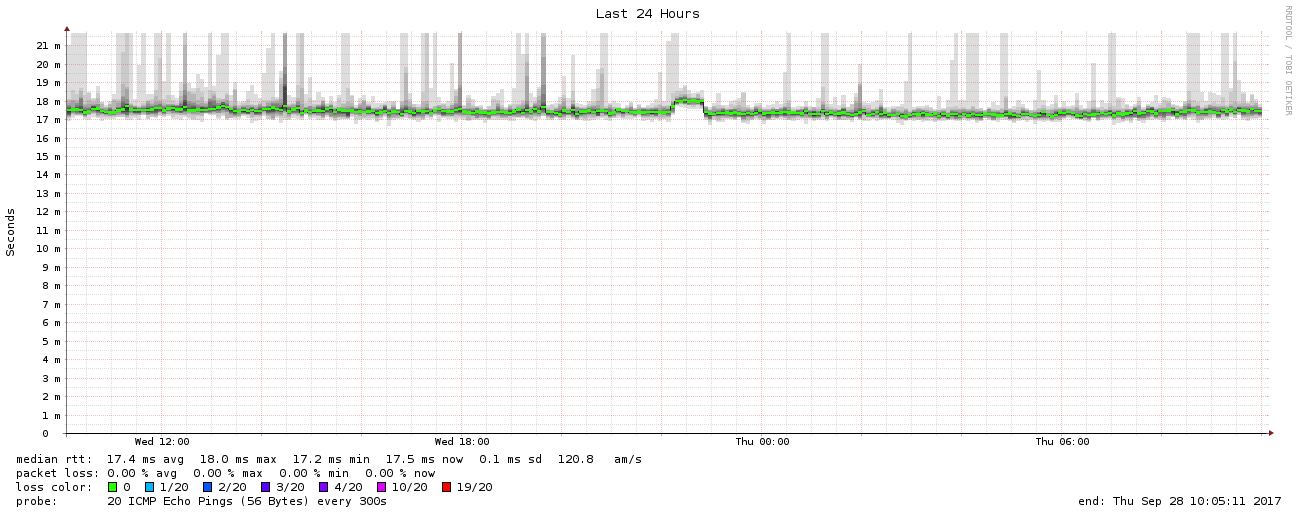 Last 24 Hours
RRDTOOL / TOBI OETIKER
Seconds
21 m
20 m
19 m
18 m
17 m
16 m
15 m
14 m
13 m
12 m
11 m
10 m
9 m
8 m
7 m
6 m
5 m
4 m
3 m
2 m
1 m
0
Wed 12:00 Wed 18:00 Thu 00:00 Thu 06:00
median rtt: 17.4 ms avg 18.0 ms max 17.2 ms min 17.5 ms now 0.1 ms sd 120.8 am/s
packet loss: 0.00 % avg 0.00 % max 0.00 % min 0.00 % now
loss color: 0 1/20 2/20 3/20 4/20 10/20 19/20
probe: 20 ICMP Echo Pings (56 Bytes) every 300s end: Thu Sep 28 10:05:11 2017